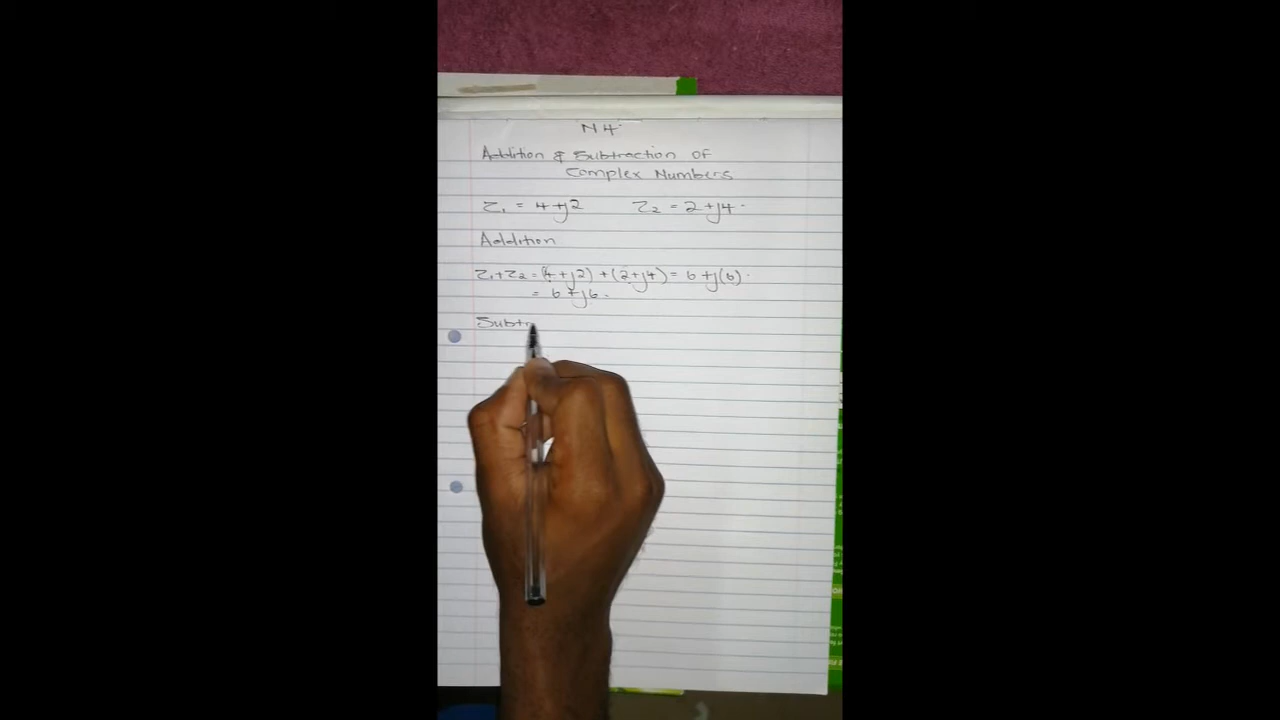 N4
Addition & Subtraction of
Complex Numbers
Z₁ = 4+j2 Z₂ = 2+j4.
Addition
Z₁+Z₂ = (4+j2) + (2+j4) = 6+j(6).
= 6+j6.
Subtr